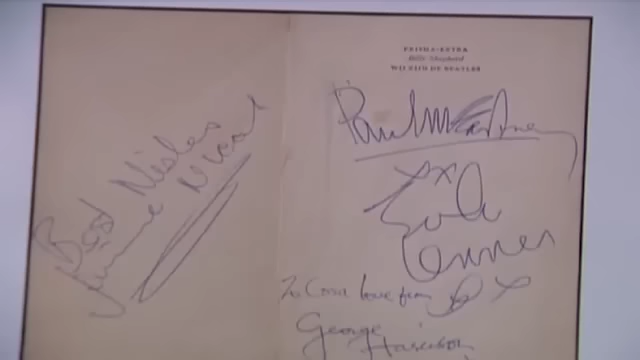 Best Wishes
Jimmie Nicol
PRISMA-EXTRA
Billy Shepherd
WIJ ZIJN DE BEATLES
Paul McCartney
John
Lennon
To love from
George
Harrison